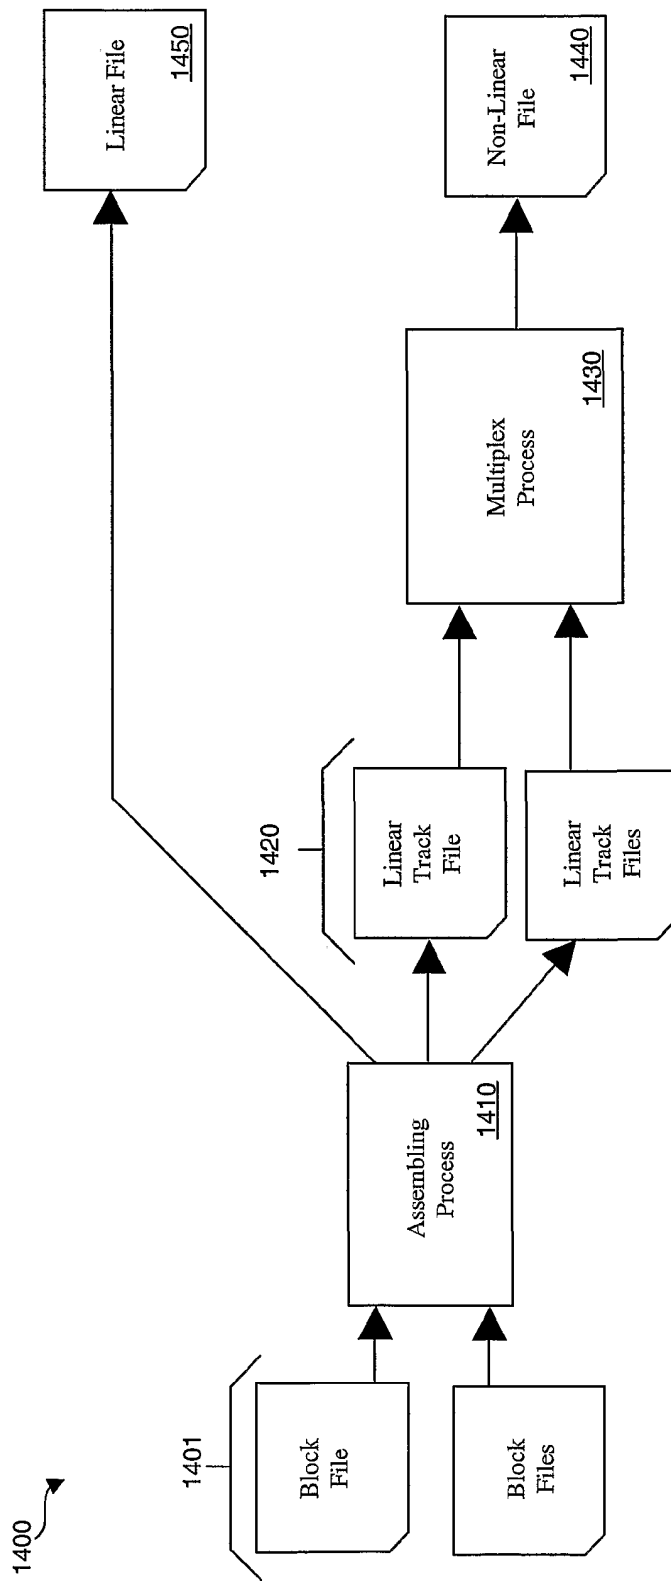 1400
1401
Block
File
Block
Files
Assembling
Process
1410
1420
Linear
Track
File
Linear
Track
Files
Multiplex
Process
1430
Linear File
1450
Non-Linear
File
1440